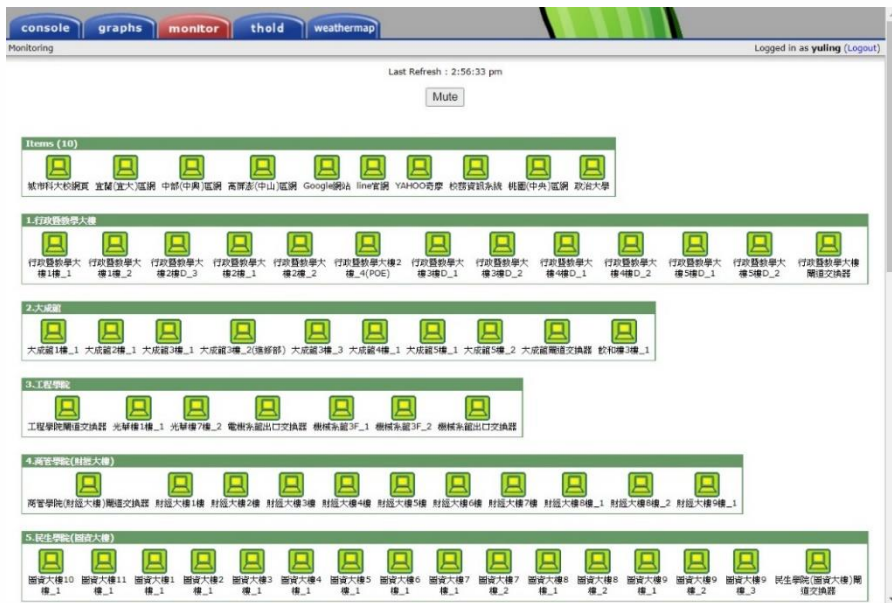 console graphs monitor thold weathermap
Monitoring Logged in as yuling (Logout)
Last Refresh : 2:56:33 pm
Mute
Items (10)
城市科大校網頁 宜蘭(宜大)區網 中部(中興)區網 高屏澎(中山)區網 Google網站 line官網 YAHOO奇摩 校務資訊系統 桃園(中央)區網 政治大學
1.行政暨教學大樓
行政暨教學大 行政暨教學大 行政暨教學大 行政暨教學大 行政暨教學大 行政暨教學大樓2 行政暨教學大 行政暨教學大 行政暨教學大 行政暨教學大 行政暨教學大 行政暨教學大 行政暨教學大樓
樓1樓_1 樓1樓_2 樓2樓D_3 樓2樓_1 樓2樓_2 樓_4(POE) 樓3樓D_1 樓3樓D_2 樓4樓D_1 樓4樓D_2 樓5樓D_1 樓5樓D_2 閘道交換器
2.大成館
大成館1樓_1 大成館2樓_1 大成館3樓_1 大成館3樓_2(進修部) 大成館3樓_3 大成館4樓_1 大成館5樓_1 大成館5樓_2 大成館閘道交換器 飲和樓3樓_1
3.工程學院
工程學院閘道交換器 光華樓1樓_1 光華樓7樓_2 電機系館出口交換器 機械系館3F_1 機械系館3F_2 機械系館出口交換器
4.商管學院(財經大樓)
商管學院(財經大樓)閘道交換器 財經大樓1樓 財經大樓2樓 財經大樓3樓 財經大樓4樓 財經大樓5樓 財經大樓6樓 財經大樓7樓 財經大樓8樓_1 財經大樓8樓_2 財經大樓9樓_1
5.民生學院(圖資大樓)
圖資大樓10 圖資大樓11 圖資大樓1 圖資大樓2 圖資大樓3 圖資大樓4 圖資大樓5 圖資大樓6 圖資大樓7 圖資大樓7 圖資大樓8 圖資大樓8 圖資大樓9 圖資大樓9 圖資大樓9 民生學院(圖資大樓)閘
樓_1 樓_1 樓_1 樓_1 樓_1 樓_1 樓_1 樓_1 樓_1 樓_2 樓_1 樓_2 樓_1 樓_2 樓_3 道交換器